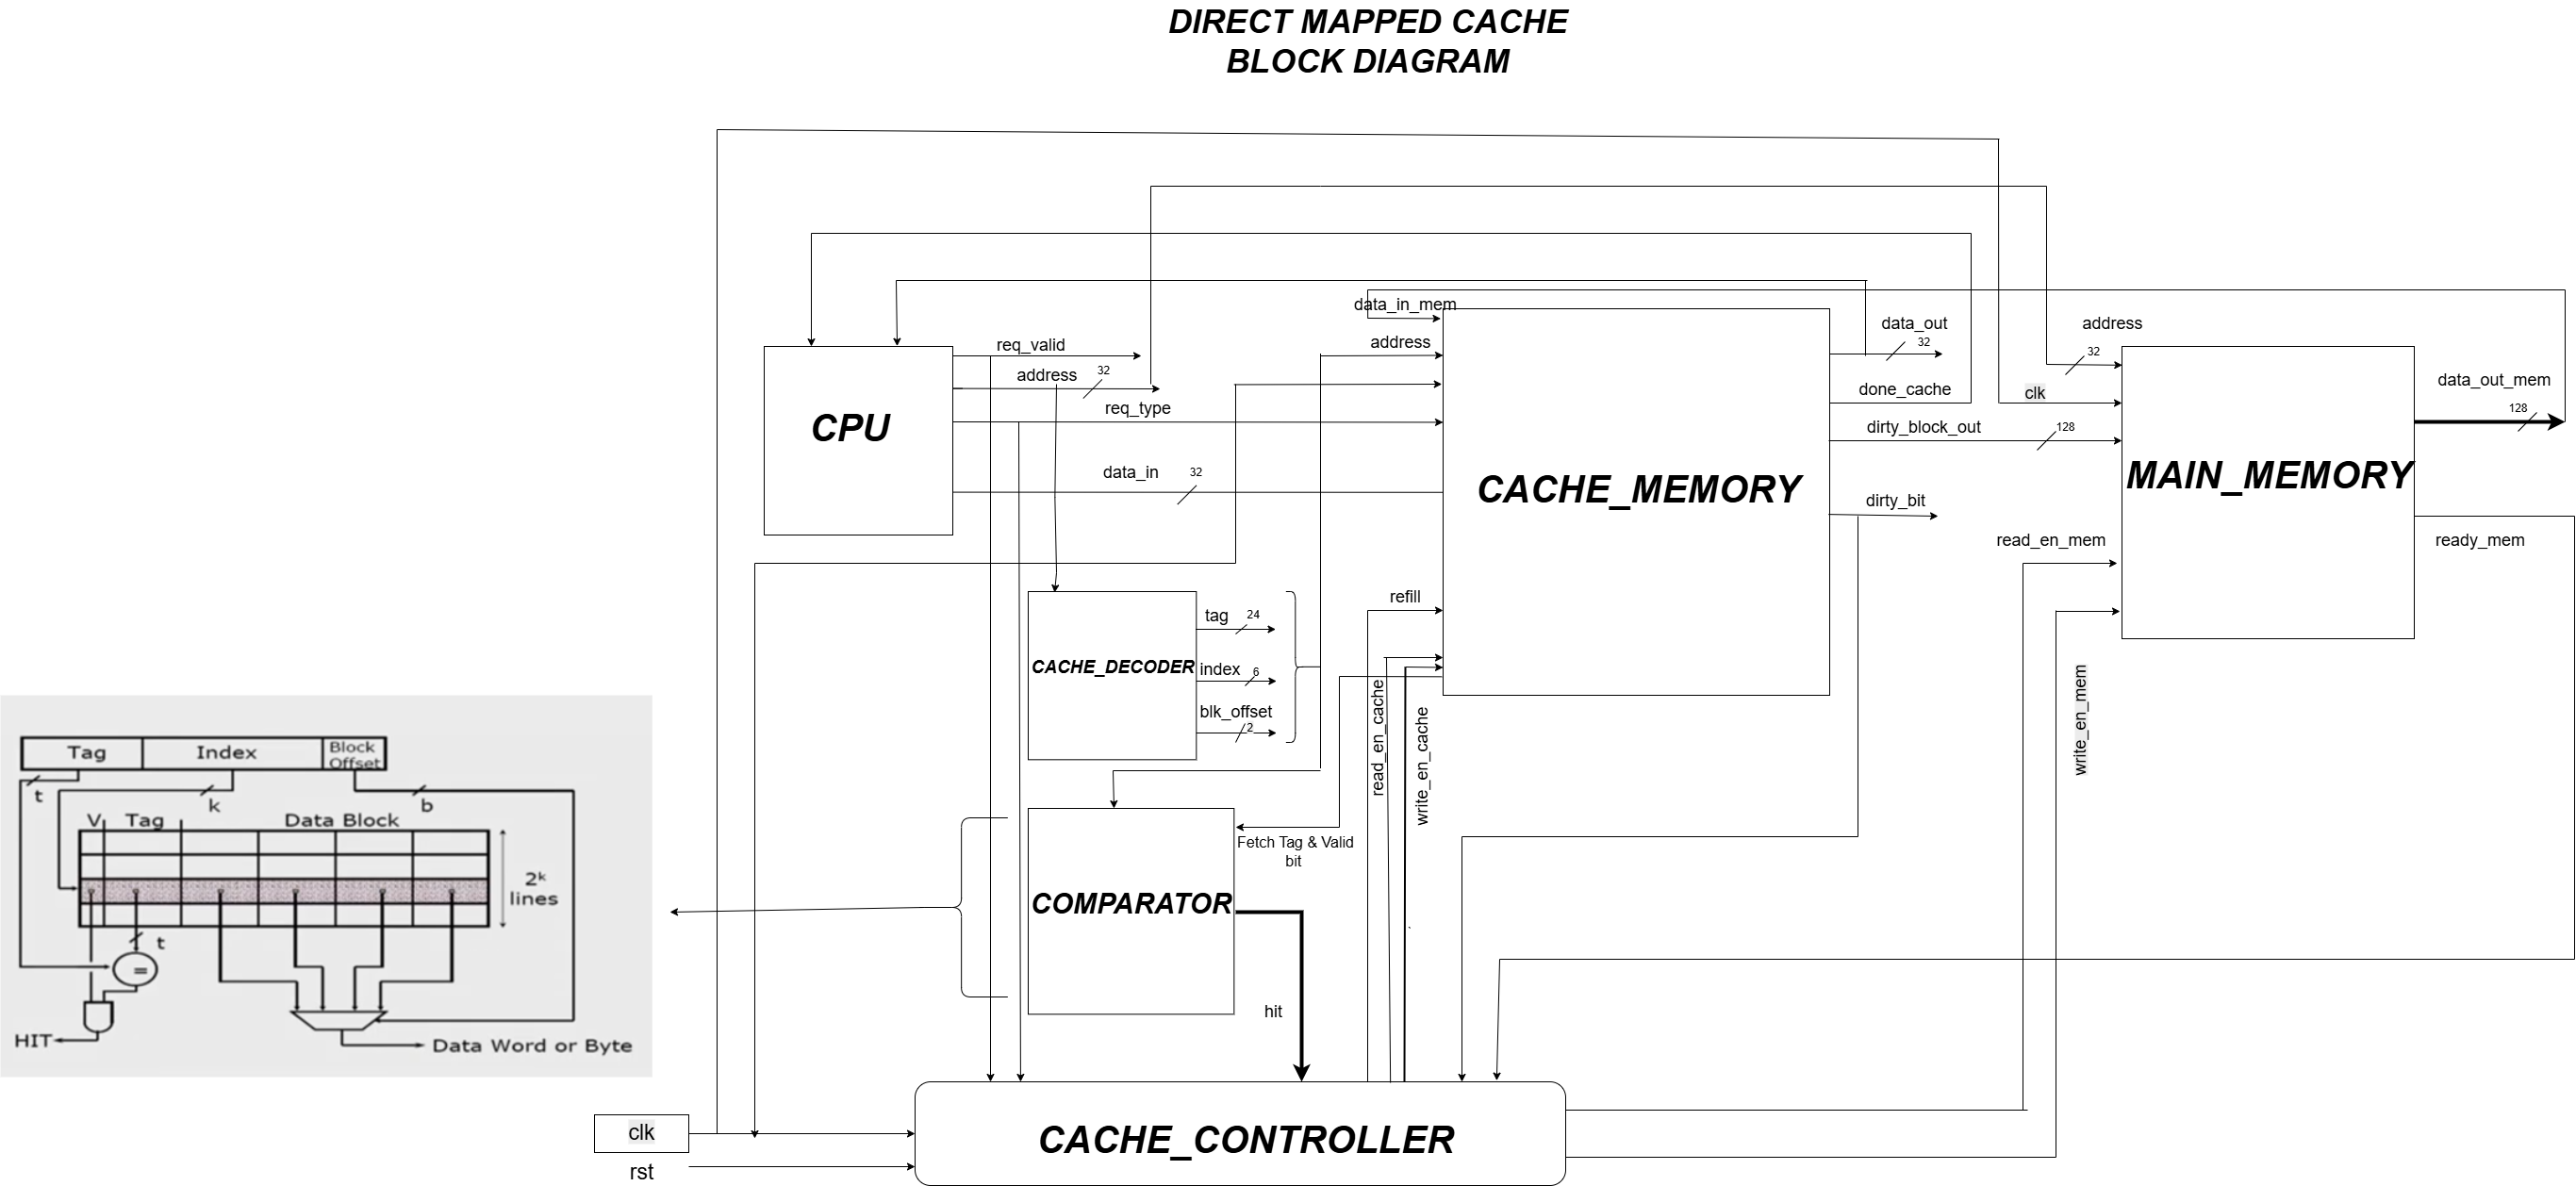 DIRECT MAPPED CACHE
BLOCK DIAGRAM
data_in_mem
req_valid
address
32
req_type
data_in
32
CPU
address
data_out
32
done_cache
dirty_block_out
128
dirty_bit
CACHE_MEMORY
address
32
clk
MAIN_MEMORY
data_out_mem
128
ready_mem
read_en_mem
write_en_mem
refill
read_en_cache
write_en_cache
CACHE_DECODER
tag
24
index
6
blk_offset
2
Fetch Tag & Valid
bit
COMPARATOR
hit
Tag
Index
Block
Offset
t
k
b
V
Tag
Data Block
2k
lines
t
=
HIT
Data Word or Byte
clk
rst
CACHE_CONTROLLER